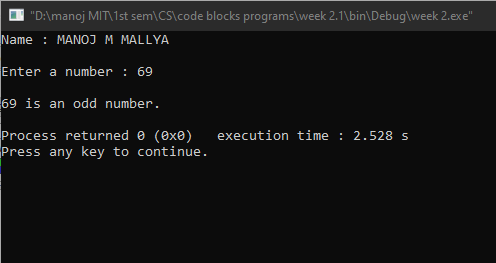 "D:\manoj MIT\1st sem\CS\code blocks programs\week 2.1\bin\Debug\week 2.exe"
Name : MANOJ M MALLYA
Enter a number : 69
69 is an odd number.
Process returned 0 (0x0)   execution time : 2.528 s
Press any key to continue.